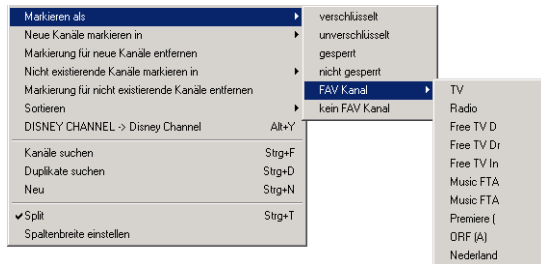 Markieren als
Neue Kanäle markieren in
Markierung für neue Kanäle entfernen
Nicht existierende Kanäle markieren in
Markierung für nicht existierende Kanäle entfernen
Sortieren
DISNEY CHANNEL -> Disney Channel Alt+Y
Kanäle suchen Strg+F
Duplikate suchen Strg+D
Neu Strg+N
Split Strg+T
Spaltenbreite einstellen
verschlüsselt
unverschlüsselt
gesperrt
nicht gesperrt
FAV Kanal
kein FAV Kanal
TV
Radio
Free TV D
Free TV Dr
Free TV In
Music FTA
Music FTA
Premiere (
ORF (A)
Nederland